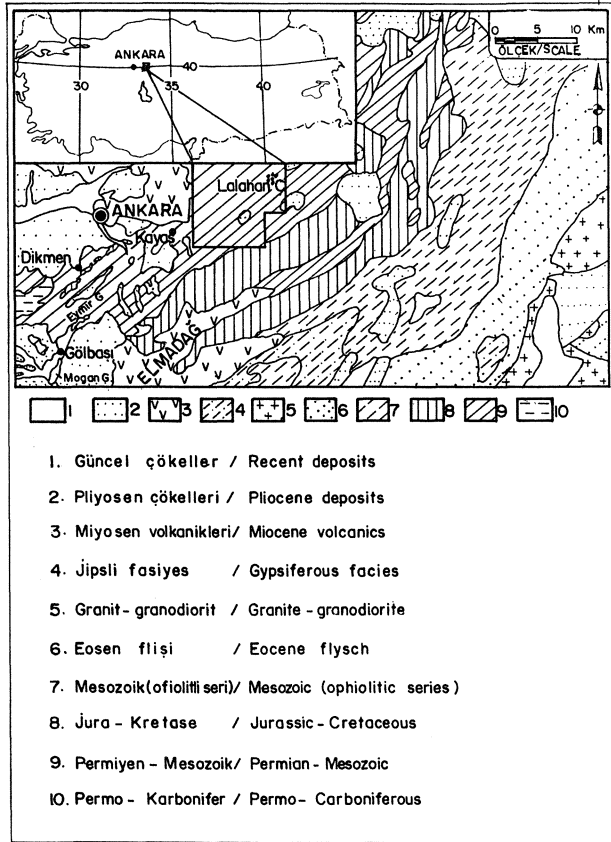 ANKARA
40
30
35
40
0 5 10 Km
ÖLÇEK/SCALE
Lalahan
ANKARA
Kayaş
Dikmen
Eymir G.
Gölbaşı
Mogan G.
ELMADAĞ
1 2 3 4 5 6 7 8 9 10
1. Güncel çökeller / Recent deposits
2. Pliyosen çökelleri / Pliocene deposits
3. Miyosen volkanikleri / Miocene volcanics
4. Jipsli fasiyes / Gypsiferous facies
5. Granit-granodiorit / Granite-granodiorite
6. Eosen flişi / Eocene flysch
7. Mesozoik (ofiolitli seri) / Mesozoic (ophiolitic series)
8. Jura - Kretase / Jurassic-Cretaceous
9. Permiyen - Mesozoik / Permian - Mesozoic
10. Permo - Karbonifer / Permo - Carboniferous